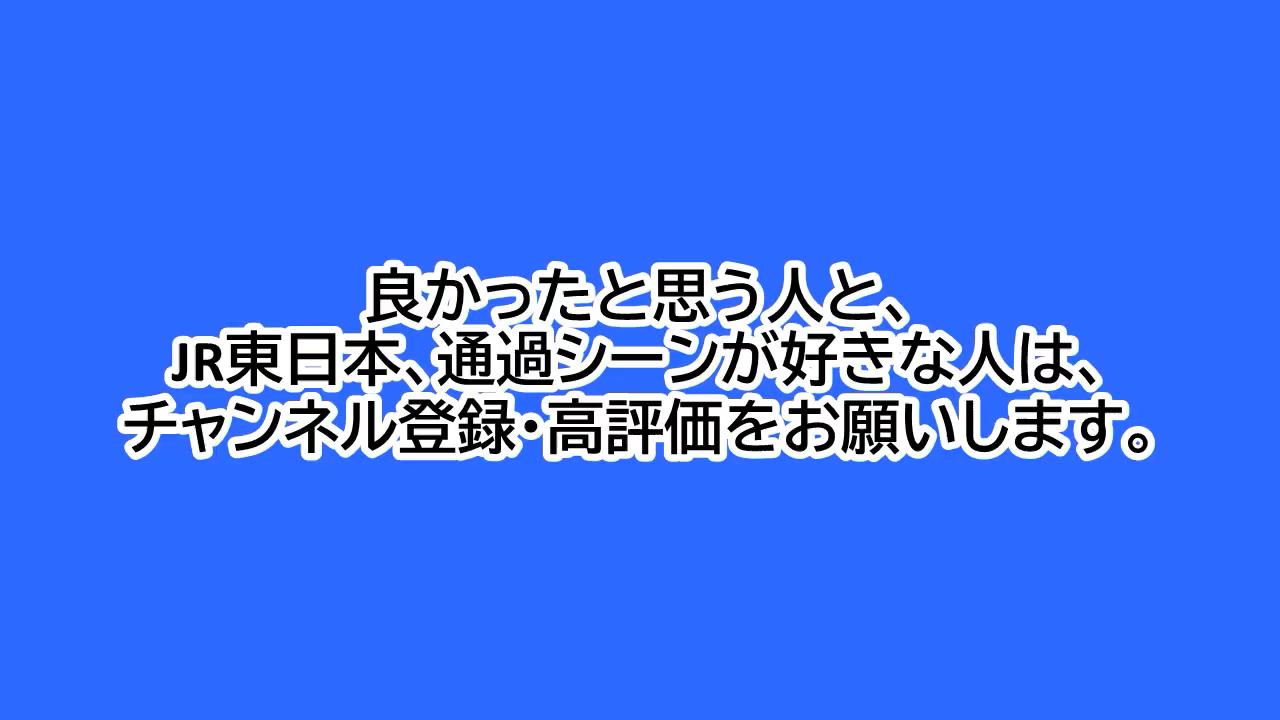 良かったと思う人と、
JR東日本、通過シーンが好きな人は、
チャンネル登録・高評価をお願いします。